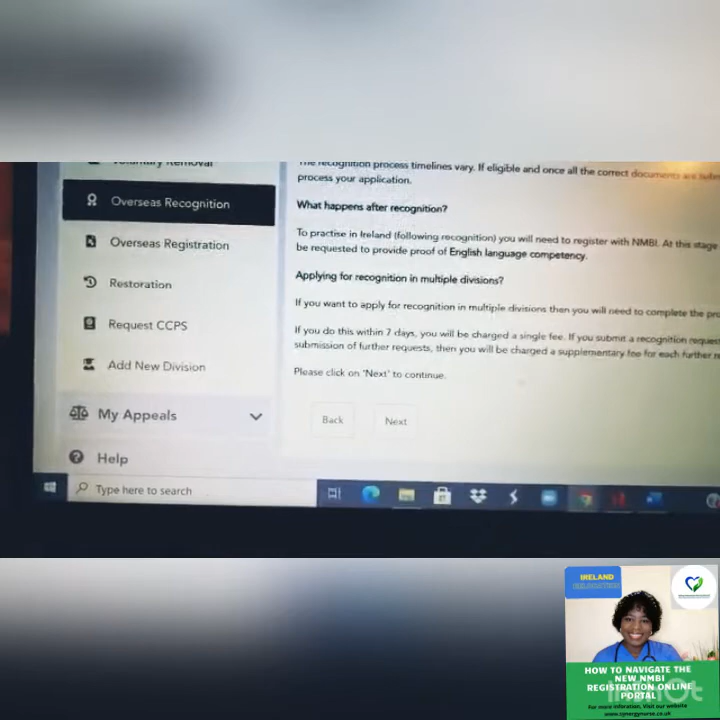 Voluntary Removal
Overseas Recognition
Overseas Registration
Restoration
Request CCPS
Add New Division
My Appeals
Help
The recognition process timelines vary. If eligible and once all the correct documents are
process your application.
What happens after recognition?
To practise in Ireland (following recognition) you will need to register with NMBI. At this stage
be requested to provide proof of English language competency.
Applying for recognition in multiple divisions?
If you want to apply for recognition in multiple divisions then you will need to complete the
If you do this within 7 days, you will be charged a single fee. If you submit a recognition
submission of further requests, then you will be charged a supplementary fee for each further
Please click on 'Next' to continue.
Back
Next
Type here to search
IRELAND
HOW TO NAVIGATE THE
NEW NMBI
REGISTRATION ONLINE
PORTAL
For more inforation, Visit our website
www.synergynurse.co.uk